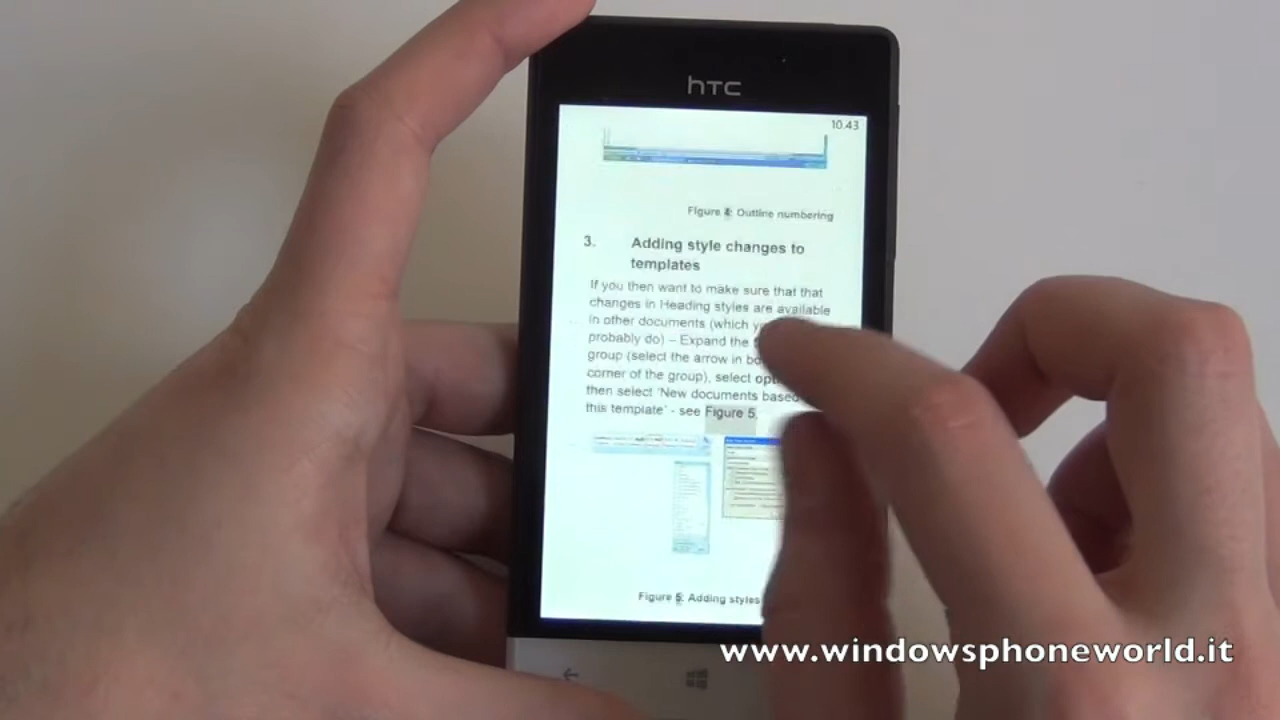 hTC
10.43
Figure 4: Outline numbering
3. Adding style changes to
templates
If you then want to make sure that that
changes in Heading styles are available
in other documents (which
probably do) – Expand the
group (select the arrow in
corner of the group), select
then select 'New documents based
this template' - see Figure 5.
Figure 5: Adding styles
www.windowsphoneworld.it